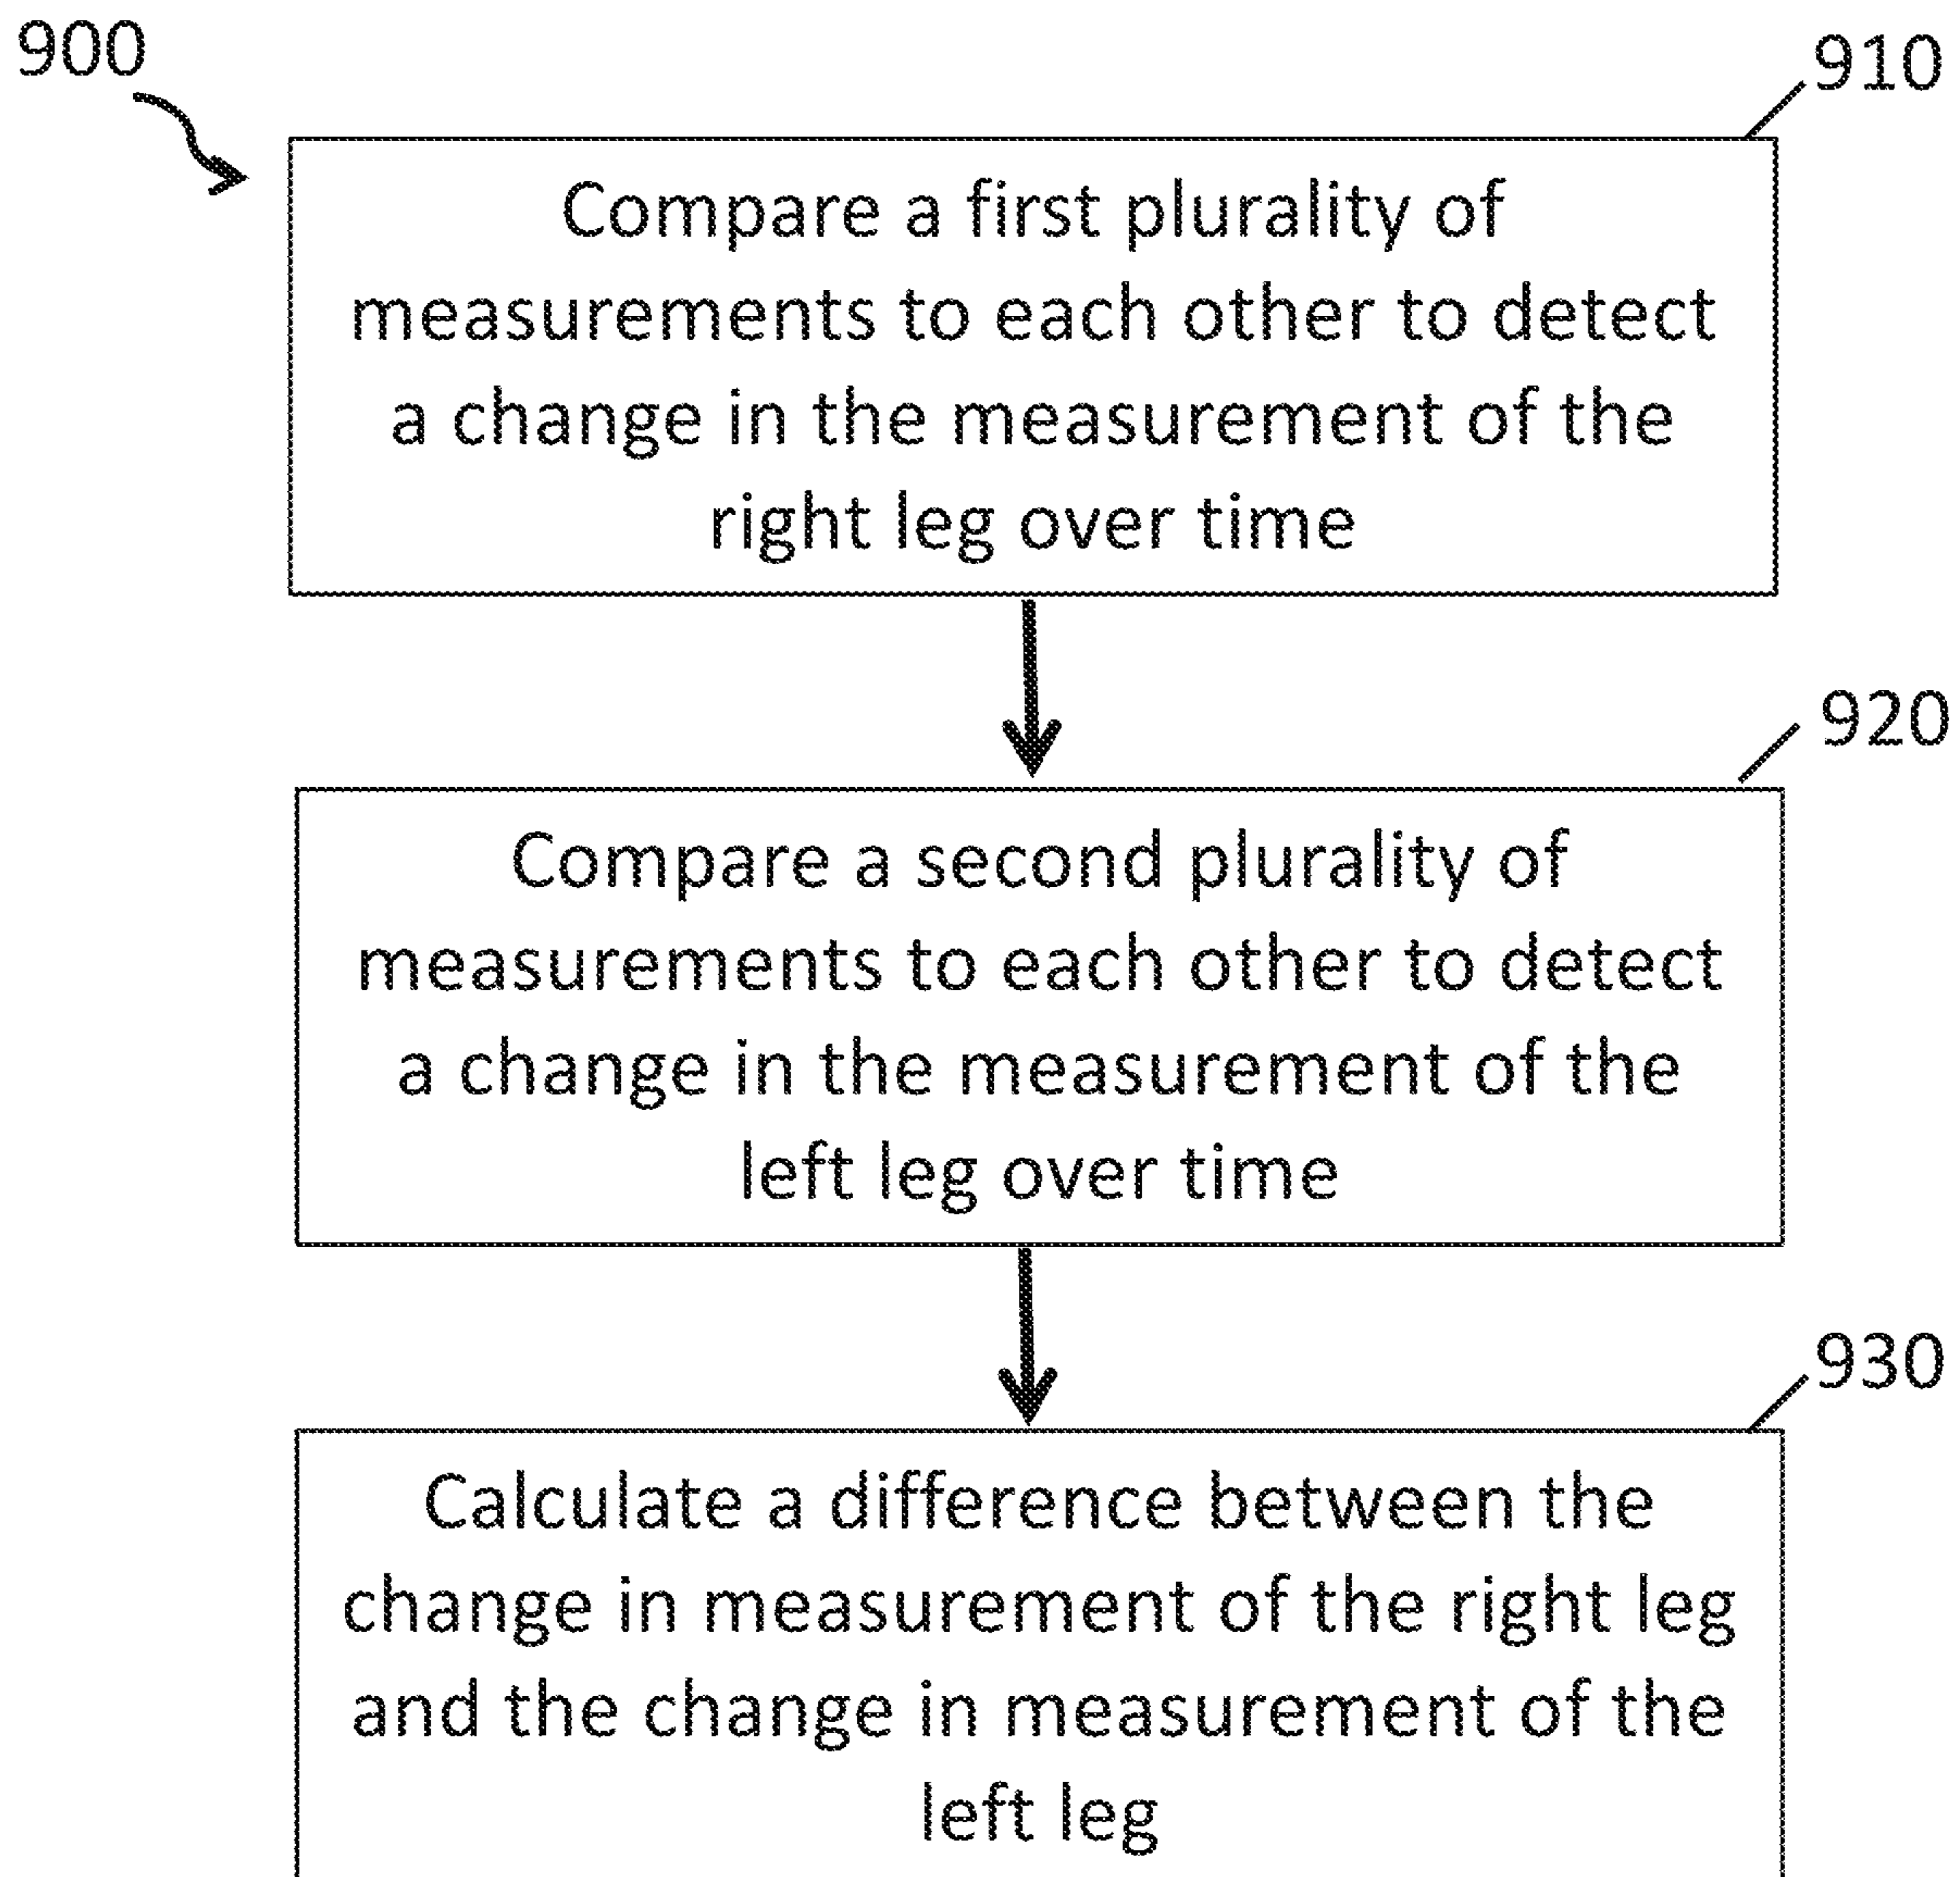 900
910
Compare a first plurality of
measurements to each other to detect
a change in the measurement of the
right leg over time
920
Compare a second plurality of
measurements to each other to detect
a change in the measurement of the
left leg over time
930
Calculate a difference between the
change in measurement of the right leg
and the change in measurement of the
left leg